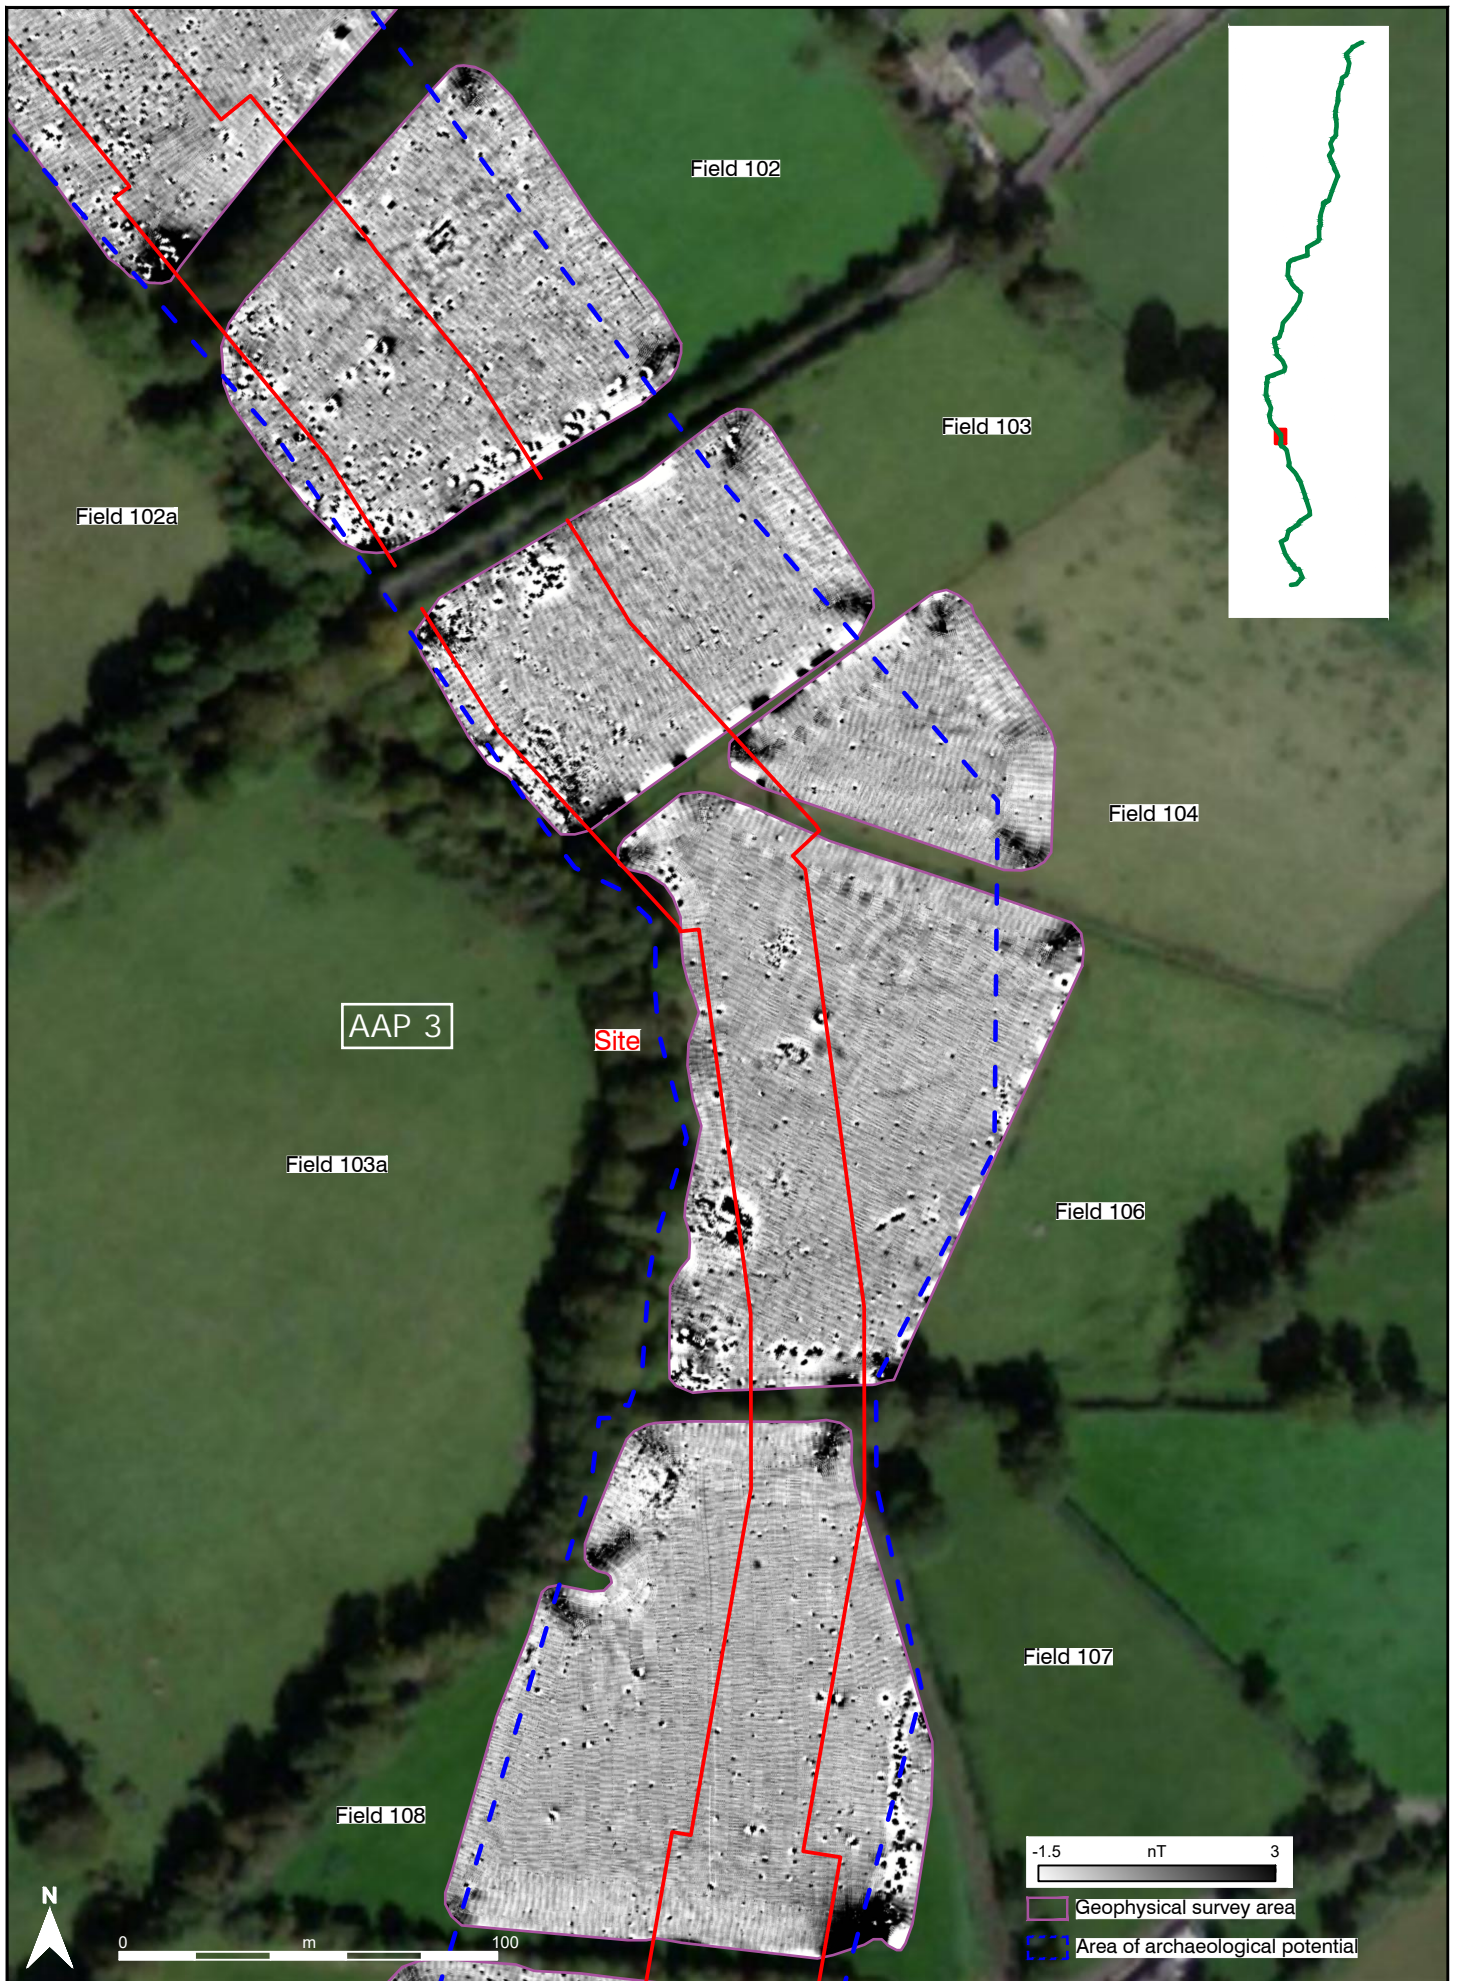 Field 102
Field 103
Field 102a
Field 104
AAP 3
Site
Field 103a
Field 106
Field 107
Field 108
-1.5 nT 3
Geophysical survey area
Area of archaeological potential
N
0 m 100